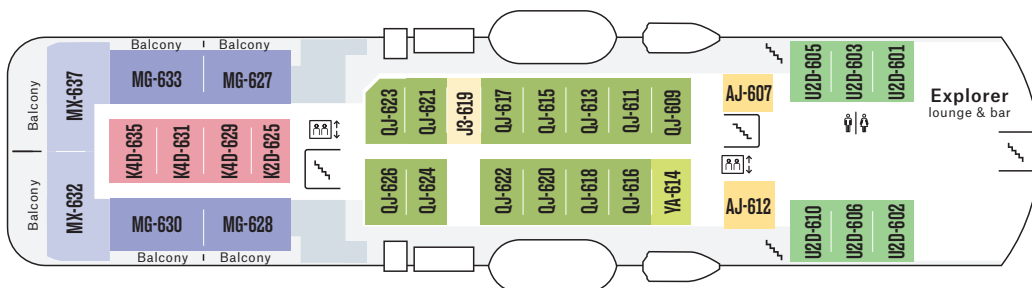 Balcony
Balcony
Balcony
MX-637
MG-633
MG-627
QJ-623
QJ-621
J3-619
QJ-617
QJ-615
QJ-613
QJ-611
QJ-609
AJ-607
U2D-605
U2D-603
U2D-601
K4D-635
K4D-631
K4D-629
K2D-625
Explorer
lounge & bar
Balcony
MX-632
MG-630
MG-628
QJ-626
QJ-624
QJ-622
QJ-620
QJ-618
QJ-616
YA-614
AJ-612
U2D-610
U2D-606
U2D-602
Balcony
Balcony